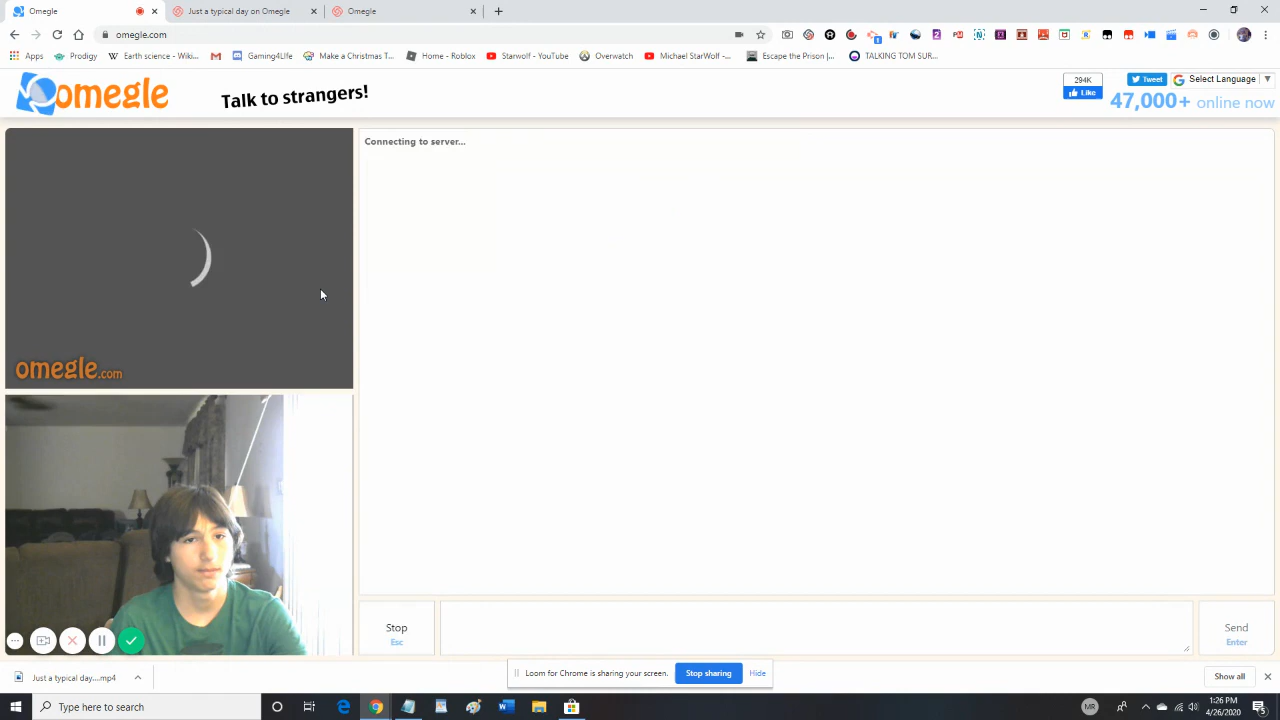 Omegle
Just a typical day on Omegle
Omegle
omegle.com
Apps
Prodigy
Earth science - Wiki...
Gaming4Life
Make a Christmas T...
Home - Roblox
Starwolf - YouTube
Overwatch
Michael StarWolf -...
Escape the Prison |...
TALKING TOM SUR...
omegle
Talk to strangers!
294K
Like
Tweet
Select Language
47,000+ online now
Connecting to server...
omegle.com
Stop
Esc
Send
Enter
Just a typical day....mp4
Loom for Chrome is sharing your screen.
Stop sharing
Hide
Show all
Type here to search
MR
1:26 PM
4/26/2020